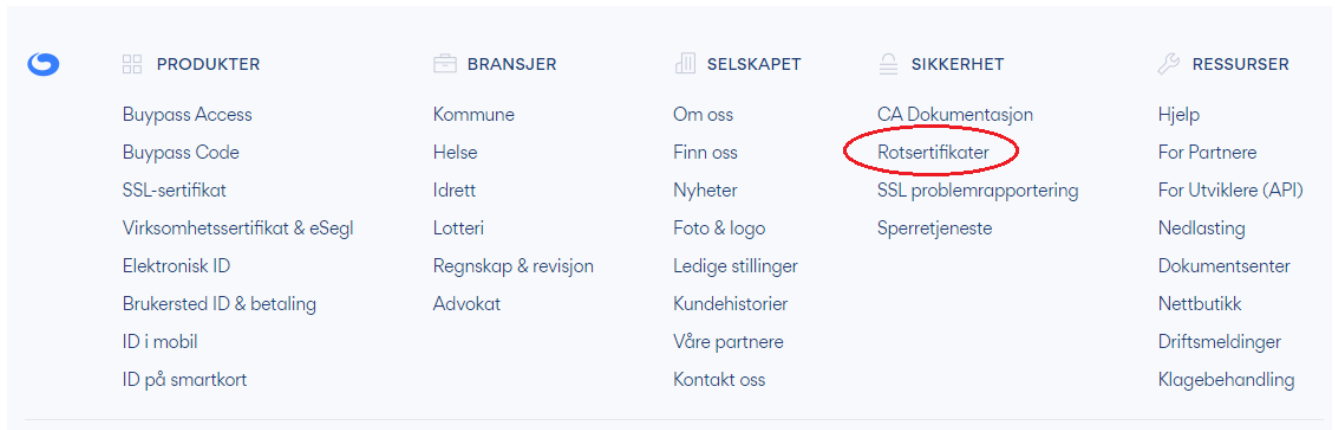 PRODUKTER
Buypass Access
Buypass Code
SSL-sertifikat
Virksomhetssertifikat & eSegl
Elektronisk ID
Brukersted ID & betaling
ID i mobil
ID på smartkort
BRANSJER
Kommune
Helse
Idrett
Lotteri
Regnskap & revisjon
Advokat
SELSKAPET
Om oss
Finn oss
Nyheter
Foto & logo
Ledige stillinger
Kundehistorier
Våre partnere
Kontakt oss
SIKKERHET
CA Dokumentasjon
Rotsertifikater
SSL problemrapportering
Sperretjeneste
RESSURSER
Hjelp
For Partnere
For Utviklere (API)
Nedlasting
Dokumentsenter
Nettbutikk
Driftsmeldinger
Klagebehandling